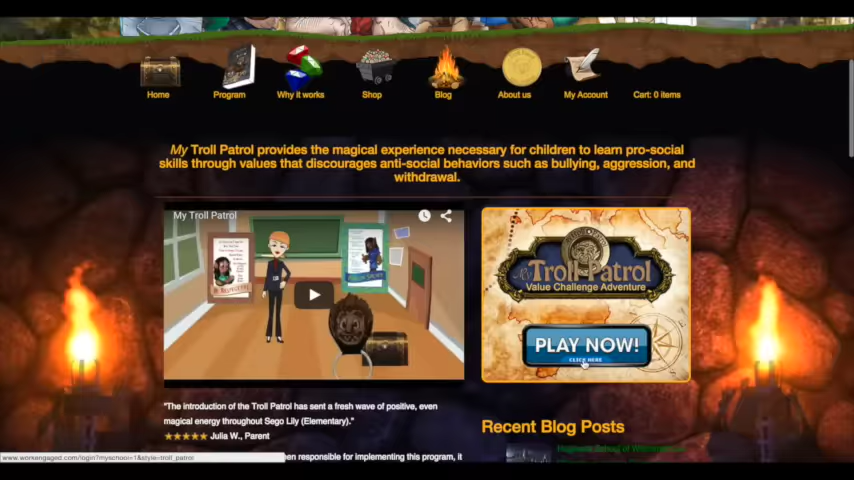 Home Program Why it works Shop Blog About us My Account Cart: 0 items
My Troll Patrol provides the magical experience necessary for children to learn pro-social
skills through values that discourages anti-social behaviors such as bullying, aggression, and
withdrawal.
My Troll Patrol
My Troll Patrol
Value Challenge Adventure
PLAY NOW!
CLICK HERE
"The introduction of the Troll Patrol has sent a fresh wave of positive, even
magical energy throughout Sego Lily (Elementary)."
★★★★★ Julia W., Parent
Recent Blog Posts
en responsible for implementing this program, it
www.workengaged.com/login?myschool=1&style=troll_patrol